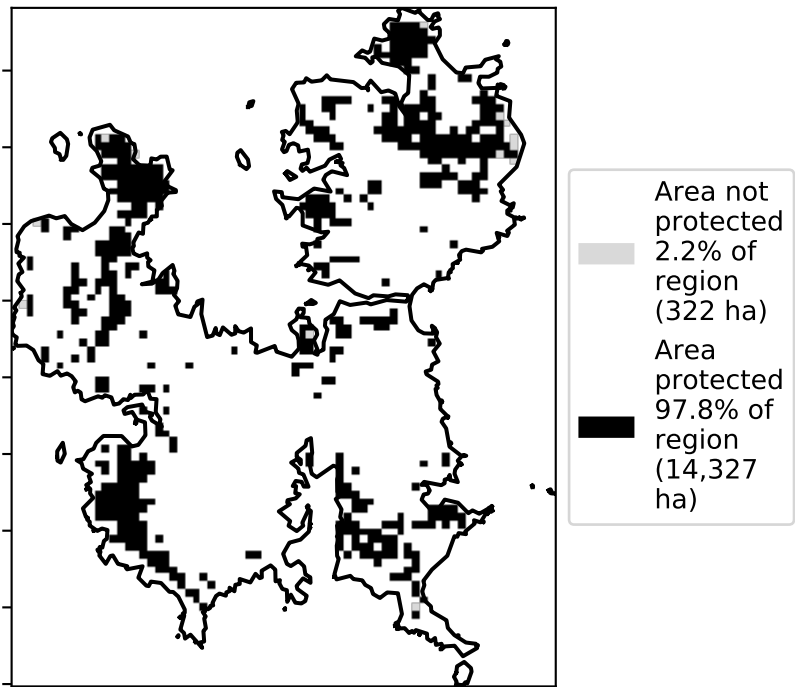 Area not
protected
2.2% of
region
(322 ha)
Area
protected
97.8% of
region
(14,327
ha)